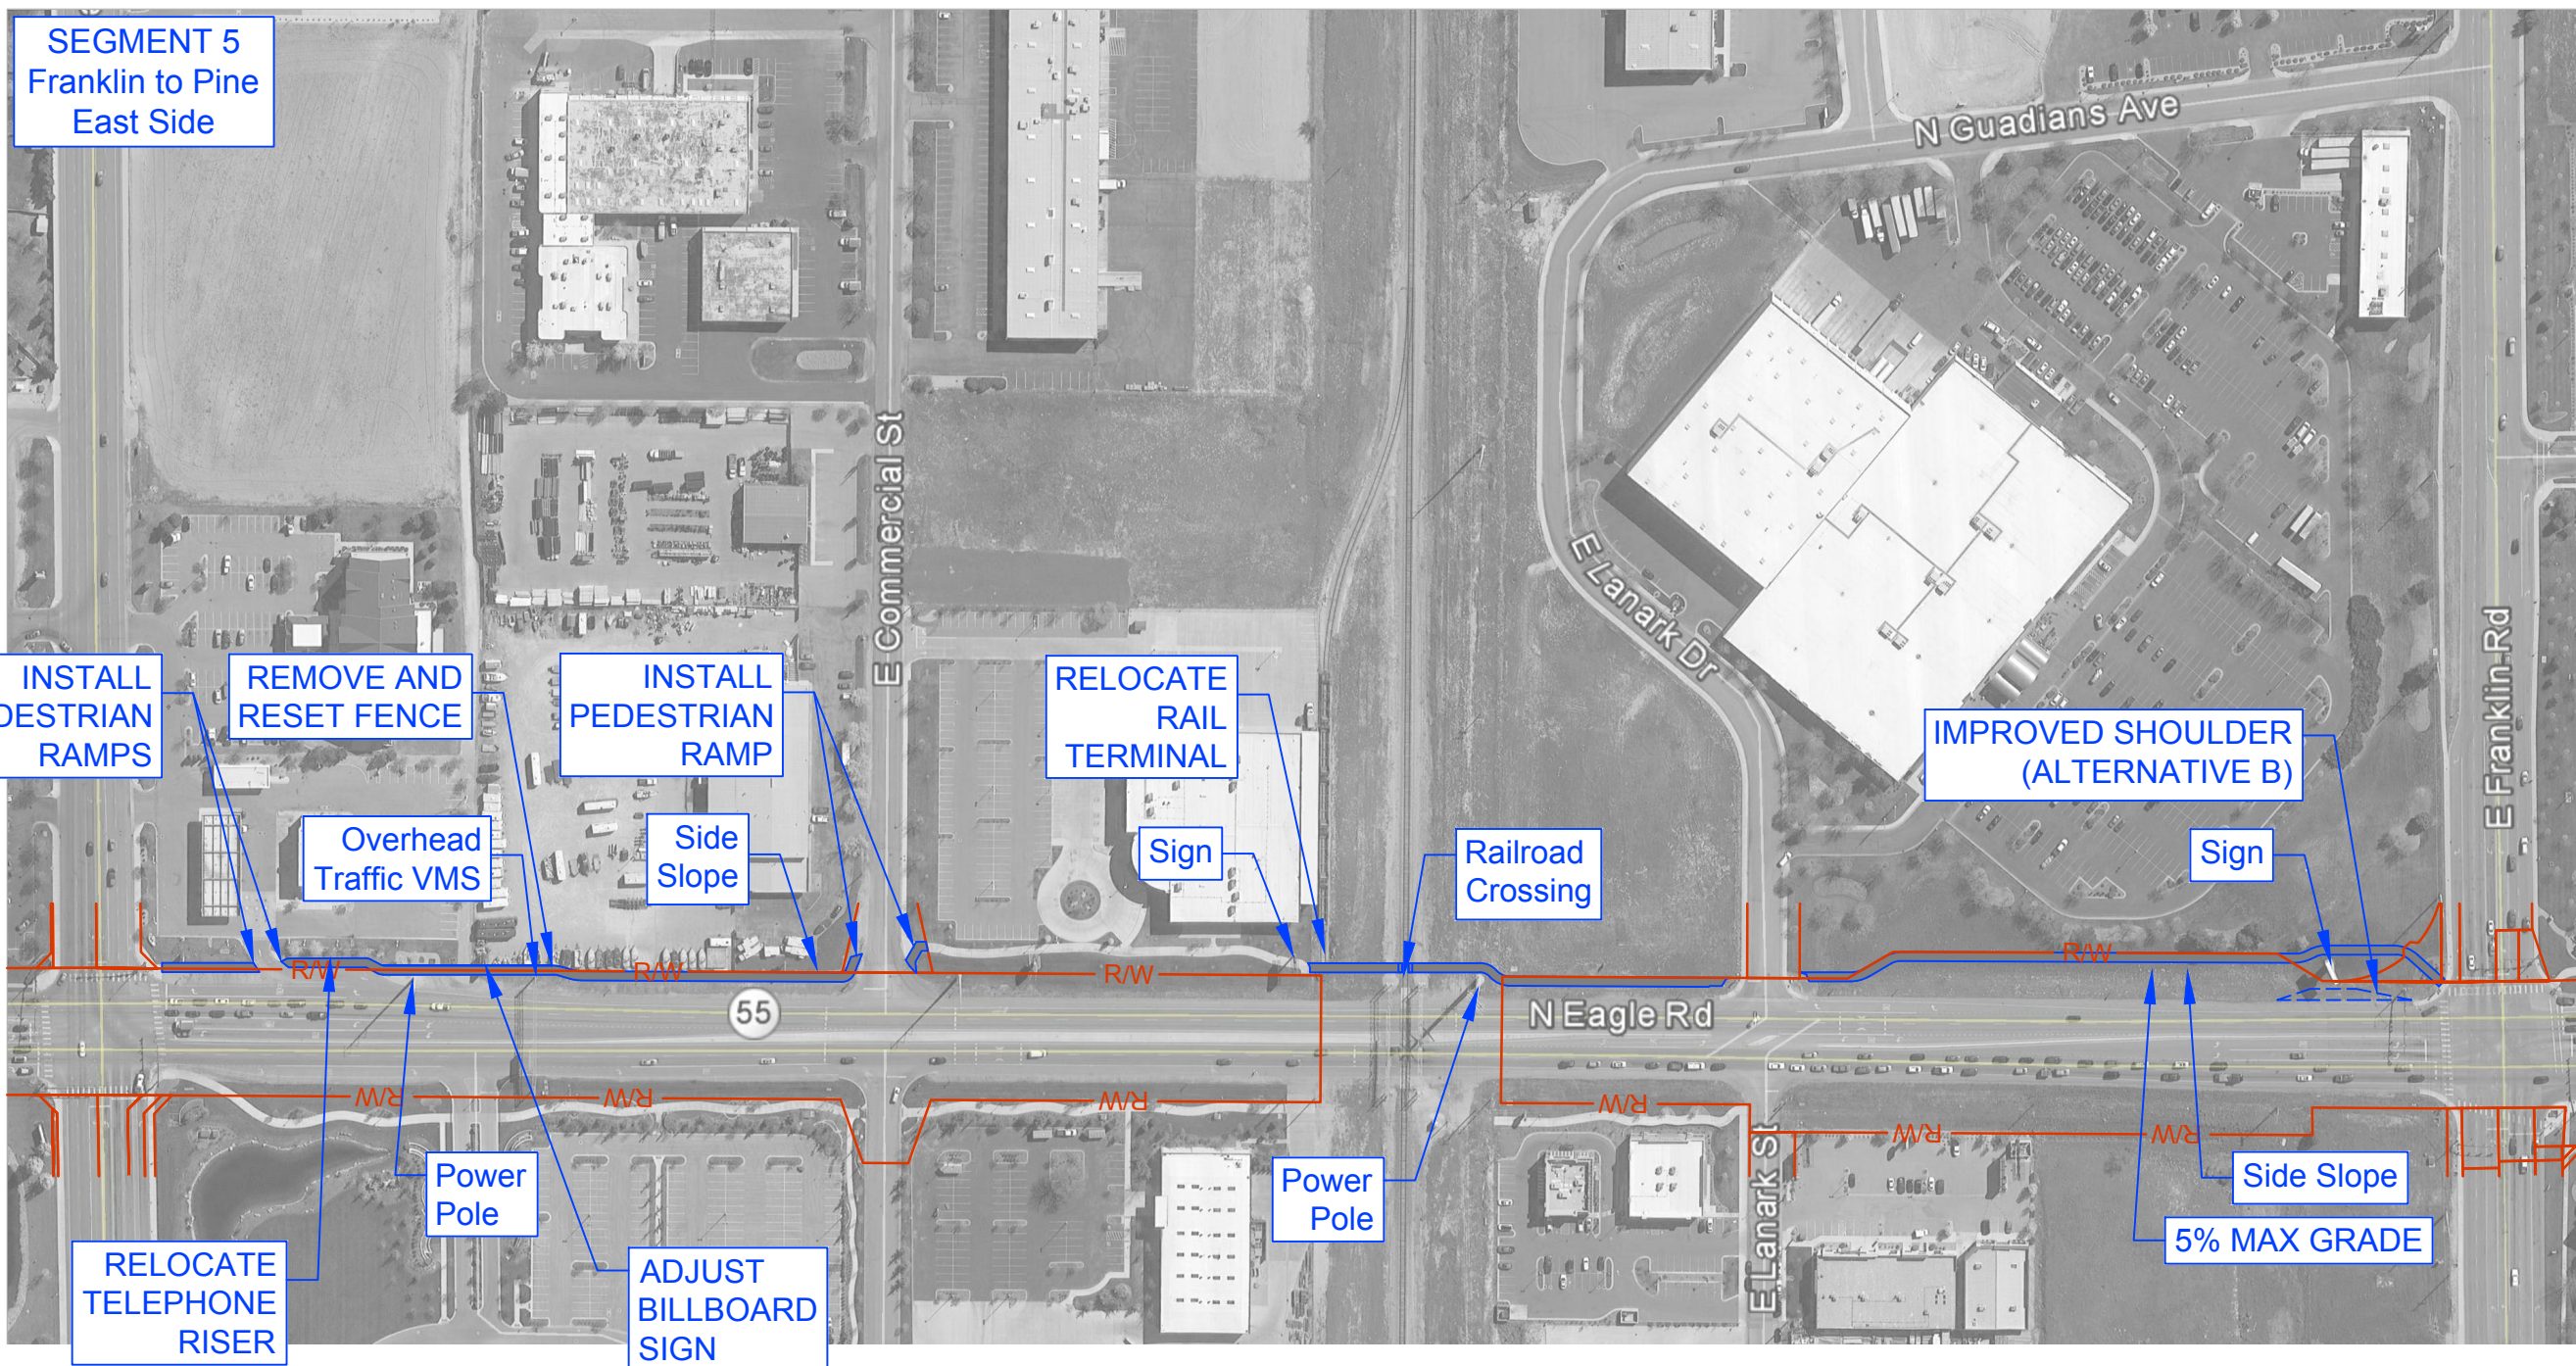 SEGMENT 5
Franklin to Pine
East Side
N Guadians Ave
E Commercial St
E Lanark Dr
E Franklin Rd
INSTALL
DESTRIAN
RAMPS
REMOVE AND
RESET FENCE
INSTALL
PEDESTRIAN
RAMP
RELOCATE
RAIL
TERMINAL
IMPROVED SHOULDER
(ALTERNATIVE B)
Overhead
Traffic VMS
Side
Slope
Sign
Railroad
Crossing
Sign
R/W
R/W
R/W
R/W
55
N Eagle Rd
R/W
R/W
R/W
R/W
R/W
R/W
E Lanark St
Power
Pole
Power
Pole
Side Slope
5% MAX GRADE
RELOCATE
TELEPHONE
RISER
ADJUST
BILLBOARD
SIGN